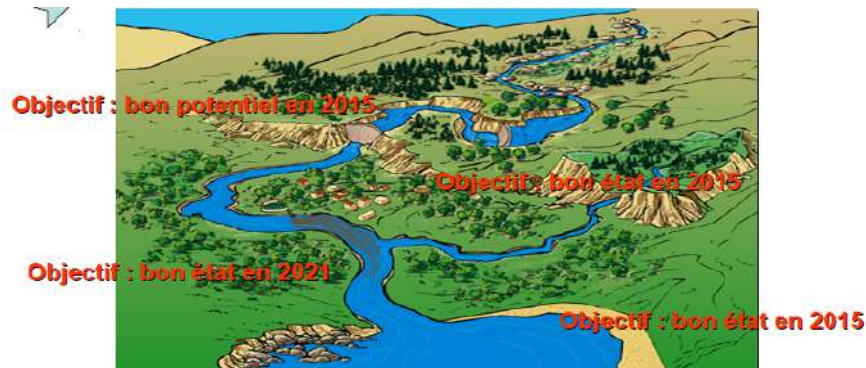 Objectif : bon potentiel en 2015
Objectif : bon état en 2015
Objectif : bon état en 2021
Objectif : bon état en 2015